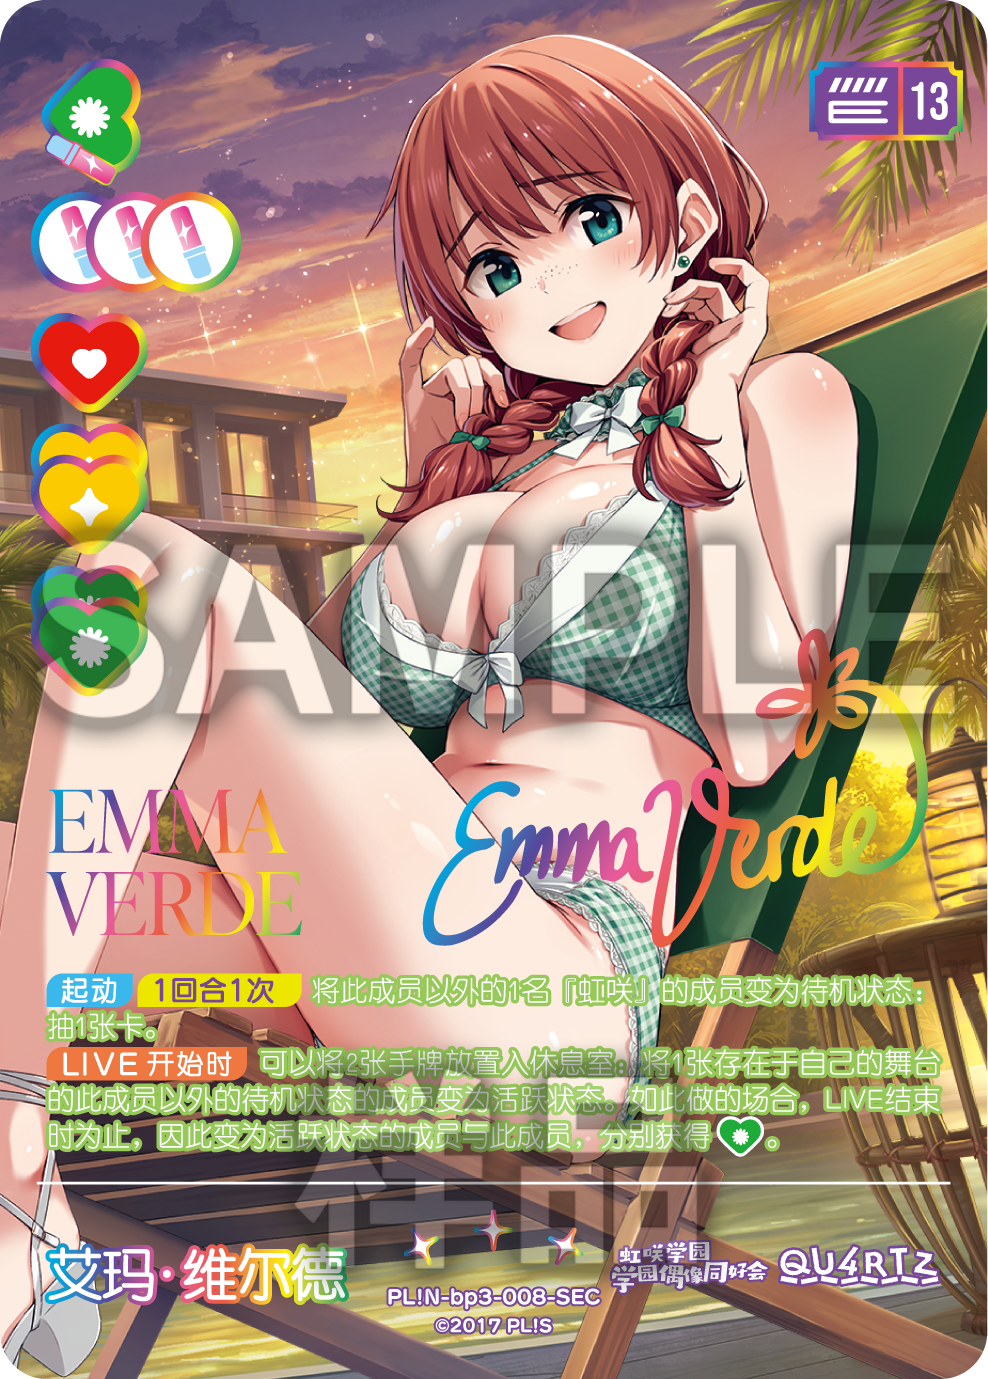 13
SAMPLE
EMMA
VERDE
Emma Verde
起动 1回合1次 将此成员以外的1名『虹咲』的成员变为待机状态：
抽1张卡。
LIVE 开始时 可以将2张手牌放置入休息室：将1张存在于自己的舞台
的此成员以外的待机状态的成员变为活跃状态。如此做的场合，LIVE结束
时为止，因此变为活跃状态的成员与此成员，分别获得。
样品
艾玛·维尔德
PL!N-bp3-008-SEC
©2017 PL!S
虹咲学园
学园偶像同好会
QU4RTZ